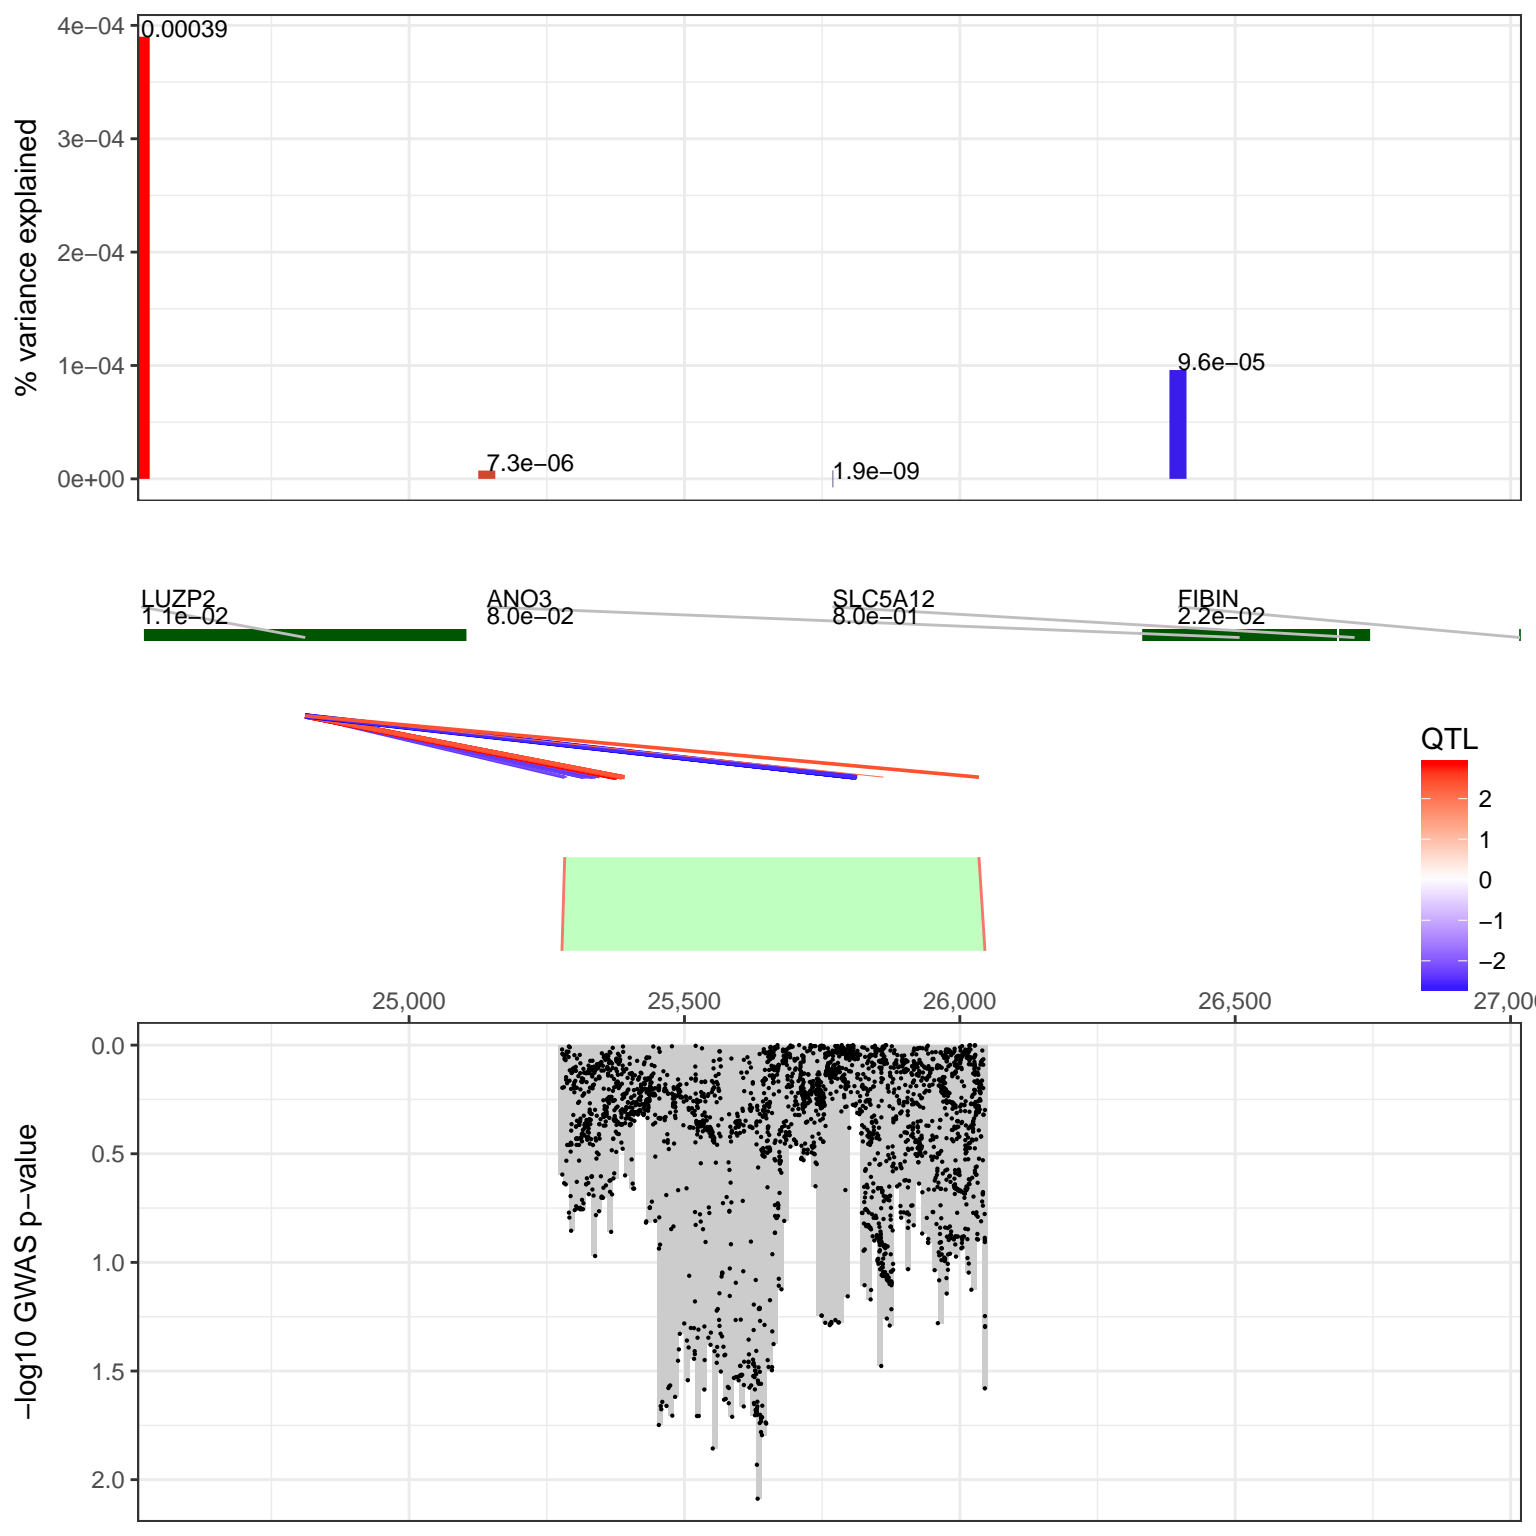 4e−04
0.00039
3e−04
2e−04
1e−04
0e+00
% variance explained
9.6e−05
7.3e−06
1.9e−09
LUZP2 ANO3 SLC5A12 FIBIN
1.1e−02 8.0e−02 8.0e−01 2.2e−02
QTL
2
1
0
−1
−2
25,000 25,500 26,000 26,500 27,00
0.0
0.5
1.0
1.5
2.0
−log10 GWAS p−value